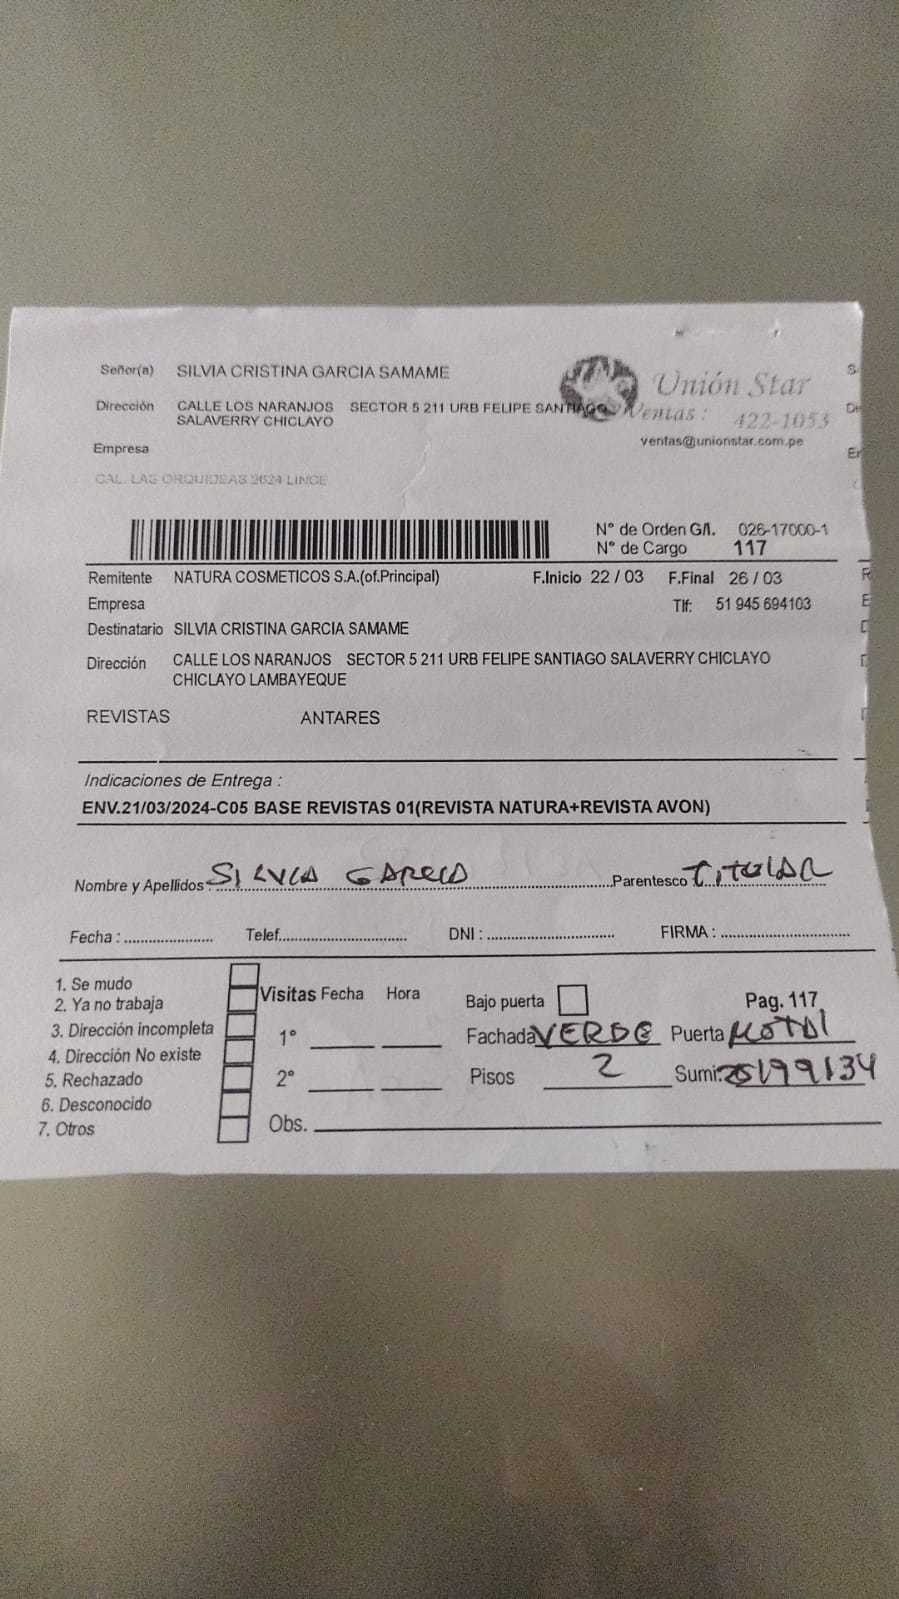 Señor(a) SILVIA CRISTINA GARCIA SAMAME
Unión Star
Dirección CALLE LOS NARANJOS SECTOR 5 211 URB FELIPE SANTIAGO
SALAVERRY CHICLAYO
Ventas : 422-1053
ventas@unionstar.com.pe
Empresa
CAL. LAS ORQUIDEAS 2624 LINCE
N° de Orden G/I. 026-17000-1
N° de Cargo 117
Remitente NATURA COSMETICOS S.A.(of.Principal) F.Inicio 22 / 03 F.Final 26 / 03
Empresa Tlf: 51 945 694103
Destinatario SILVIA CRISTINA GARCIA SAMAME
Dirección CALLE LOS NARANJOS SECTOR 5 211 URB FELIPE SANTIAGO SALAVERRY CHICLAYO
CHICLAYO LAMBAYEQUE
REVISTAS ANTARES
Indicaciones de Entrega :
ENV.21/03/2024-C05 BASE REVISTAS 01(REVISTA NATURA+REVISTA AVON)
Nombre y Apellidos SILVIA GARCIA Parentesco TITULAR
Fecha : Telef. DNI : FIRMA :
1. Se mudo
2. Ya no trabaja
3. Dirección incompleta
4. Dirección No existe
5. Rechazado
6. Desconocido
7. Otros
Visitas Fecha Hora
1°
2°
Obs.
Bajo puerta Pag. 117
Fachada VERDE Puerta
Pisos 2 Sumi: 25199134